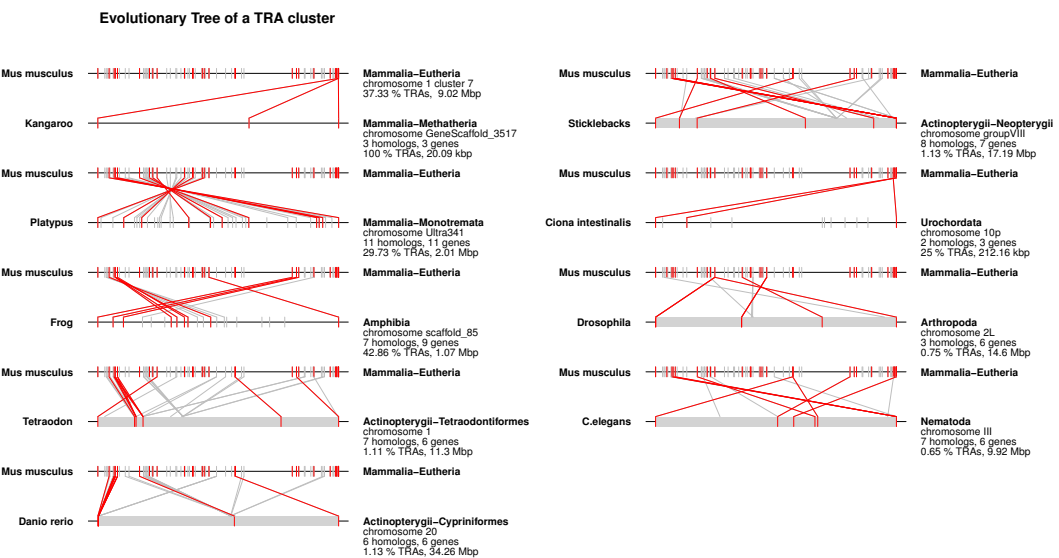 Evolutionary Tree of a TRA cluster
Mus musculus
Mammalia−Eutheria
chromosome 1 cluster 7
37.33 % TRAs, 9.02 Mbp
Kangaroo
Mammalia−Methatheria
chromosome GeneScaffold_3517
3 homologs, 3 genes
100 % TRAs, 20.09 kbp
Mus musculus
Mammalia−Eutheria
Platypus
Mammalia−Monotremata
chromosome Ultra341
11 homologs, 11 genes
29.73 % TRAs, 2.01 Mbp
Mus musculus
Mammalia−Eutheria
Frog
Amphibia
chromosome scaffold_85
7 homologs, 9 genes
42.86 % TRAs, 1.07 Mbp
Mus musculus
Mammalia−Eutheria
Tetraodon
Actinopterygii−Tetraodontiformes
chromosome 1
7 homologs, 6 genes
1.11 % TRAs, 11.3 Mbp
Mus musculus
Mammalia−Eutheria
Danio rerio
Actinopterygii−Cypriniformes
chromosome 20
6 homologs, 6 genes
1.13 % TRAs, 34.26 Mbp
Mus musculus
Mammalia−Eutheria
Sticklebacks
Actinopterygii−Neopterygii
chromosome groupVIII
8 homologs, 7 genes
1.13 % TRAs, 17.19 Mbp
Mus musculus
Mammalia−Eutheria
Ciona intestinalis
Urochordata
chromosome 10p
2 homologs, 3 genes
25 % TRAs, 212.16 kbp
Mus musculus
Mammalia−Eutheria
Drosophila
Arthropoda
chromosome 2L
3 homologs, 6 genes
0.75 % TRAs, 14.6 Mbp
Mus musculus
Mammalia−Eutheria
C.elegans
Nematoda
chromosome III
7 homologs, 6 genes
0.65 % TRAs, 9.92 Mbp